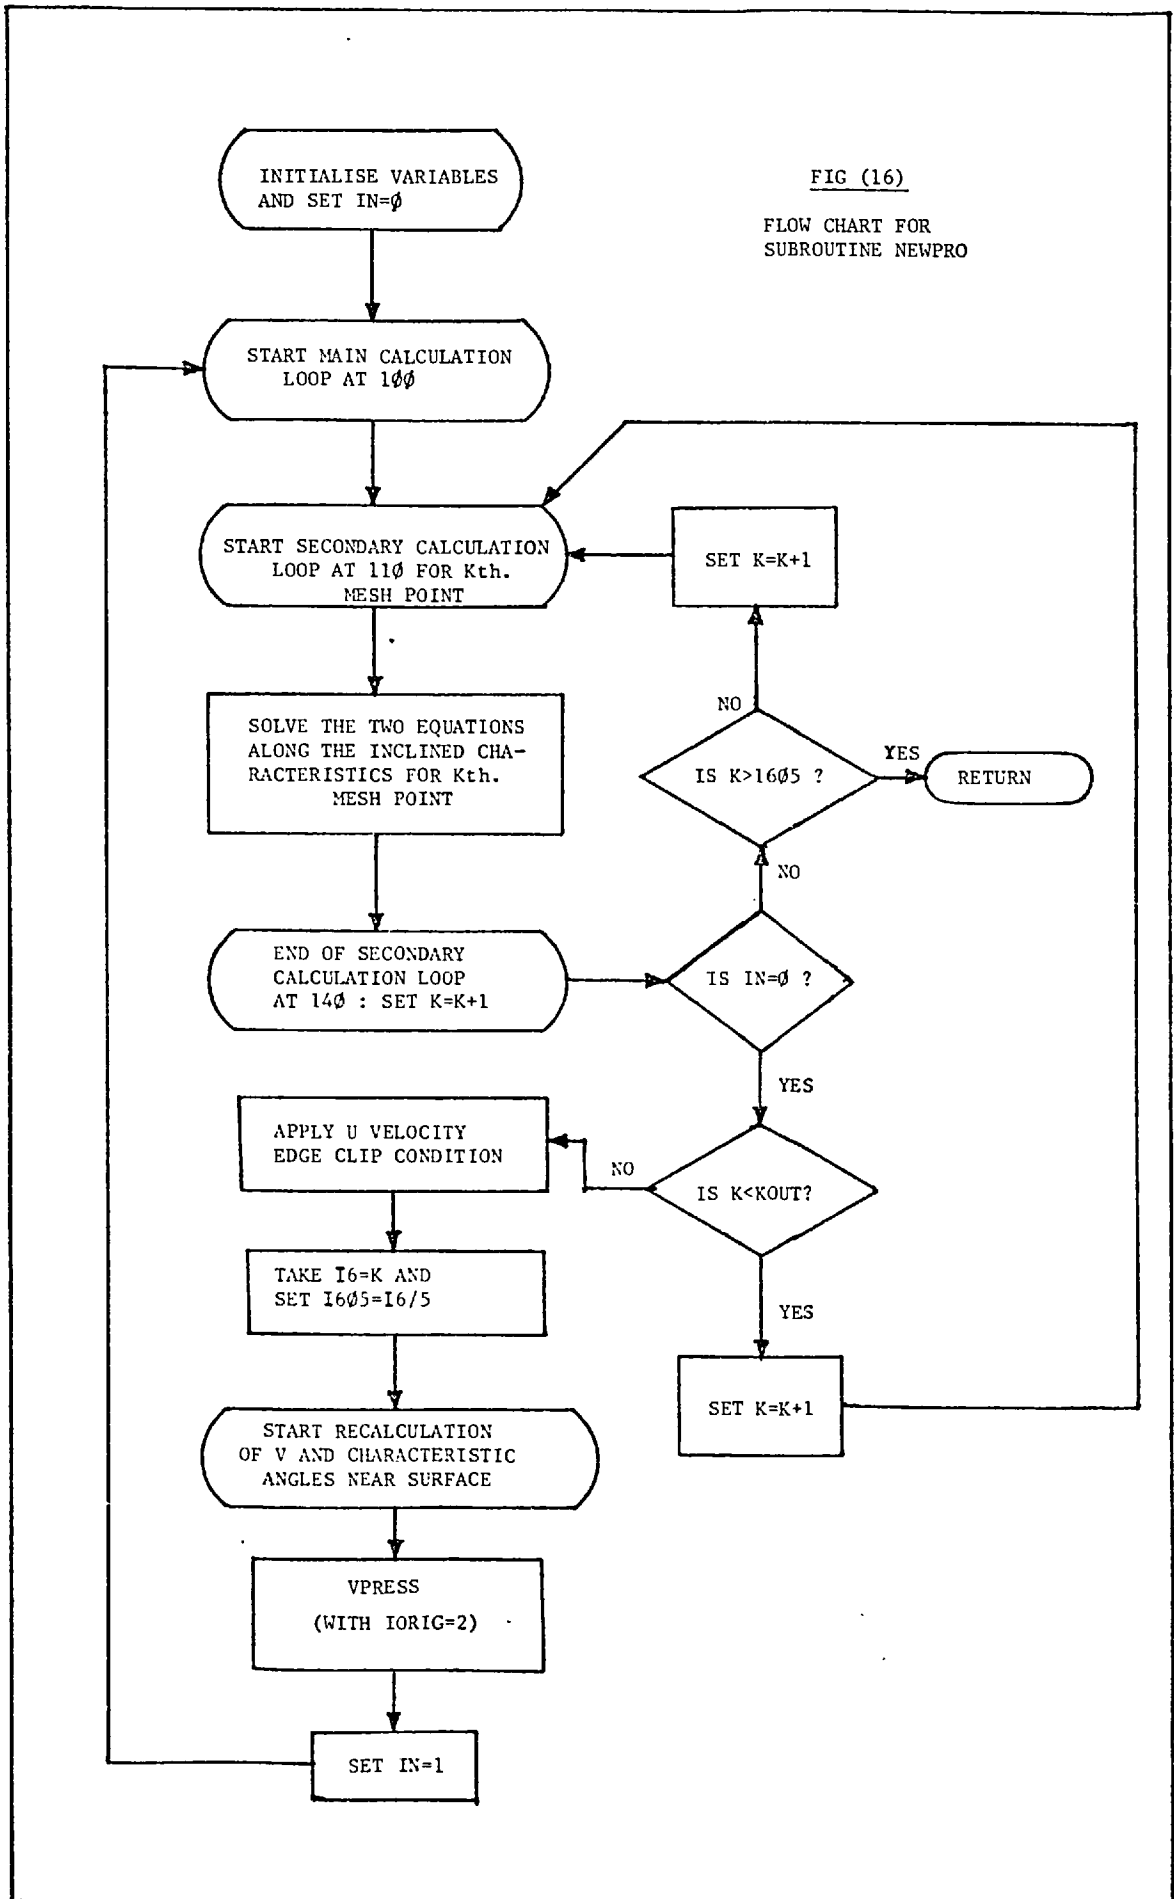 FIG (16)
FLOW CHART FOR
SUBROUTINE NEWPRO
INITIALISE VARIABLES
AND SET IN=Ø
START MAIN CALCULATION
LOOP AT 1ØØ
START SECONDARY CALCULATION
LOOP AT 11Ø FOR Kth.
MESH POINT
SET K=K+1
SOLVE THE TWO EQUATIONS
ALONG THE INCLINED CHA-
RACTERISTICS FOR Kth.
MESH POINT
NO
IS K>I6Ø5 ?
YES
RETURN
NO
END OF SECONDARY
CALCULATION LOOP
AT 14Ø : SET K=K+1
IS IN=Ø ?
YES
APPLY U VELOCITY
EDGE CLIP CONDITION
NO
IS K<KOUT?
TAKE I6=K AND
SET I6Ø5=I6/5
YES
SET K=K+1
START RECALCULATION
OF V AND CHARACTERISTIC
ANGLES NEAR SURFACE
VPRESS
(WITH IORIG=2)
SET IN=1